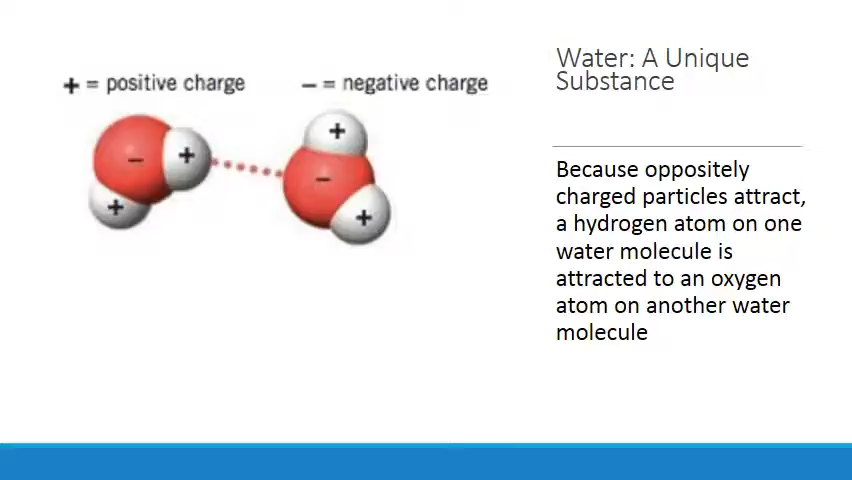 Water: A Unique
Substance
+ = positive charge
– = negative charge
–
+
+
+
–
+
Because oppositely
charged particles attract,
a hydrogen atom on one
water molecule is
attracted to an oxygen
atom on another water
molecule